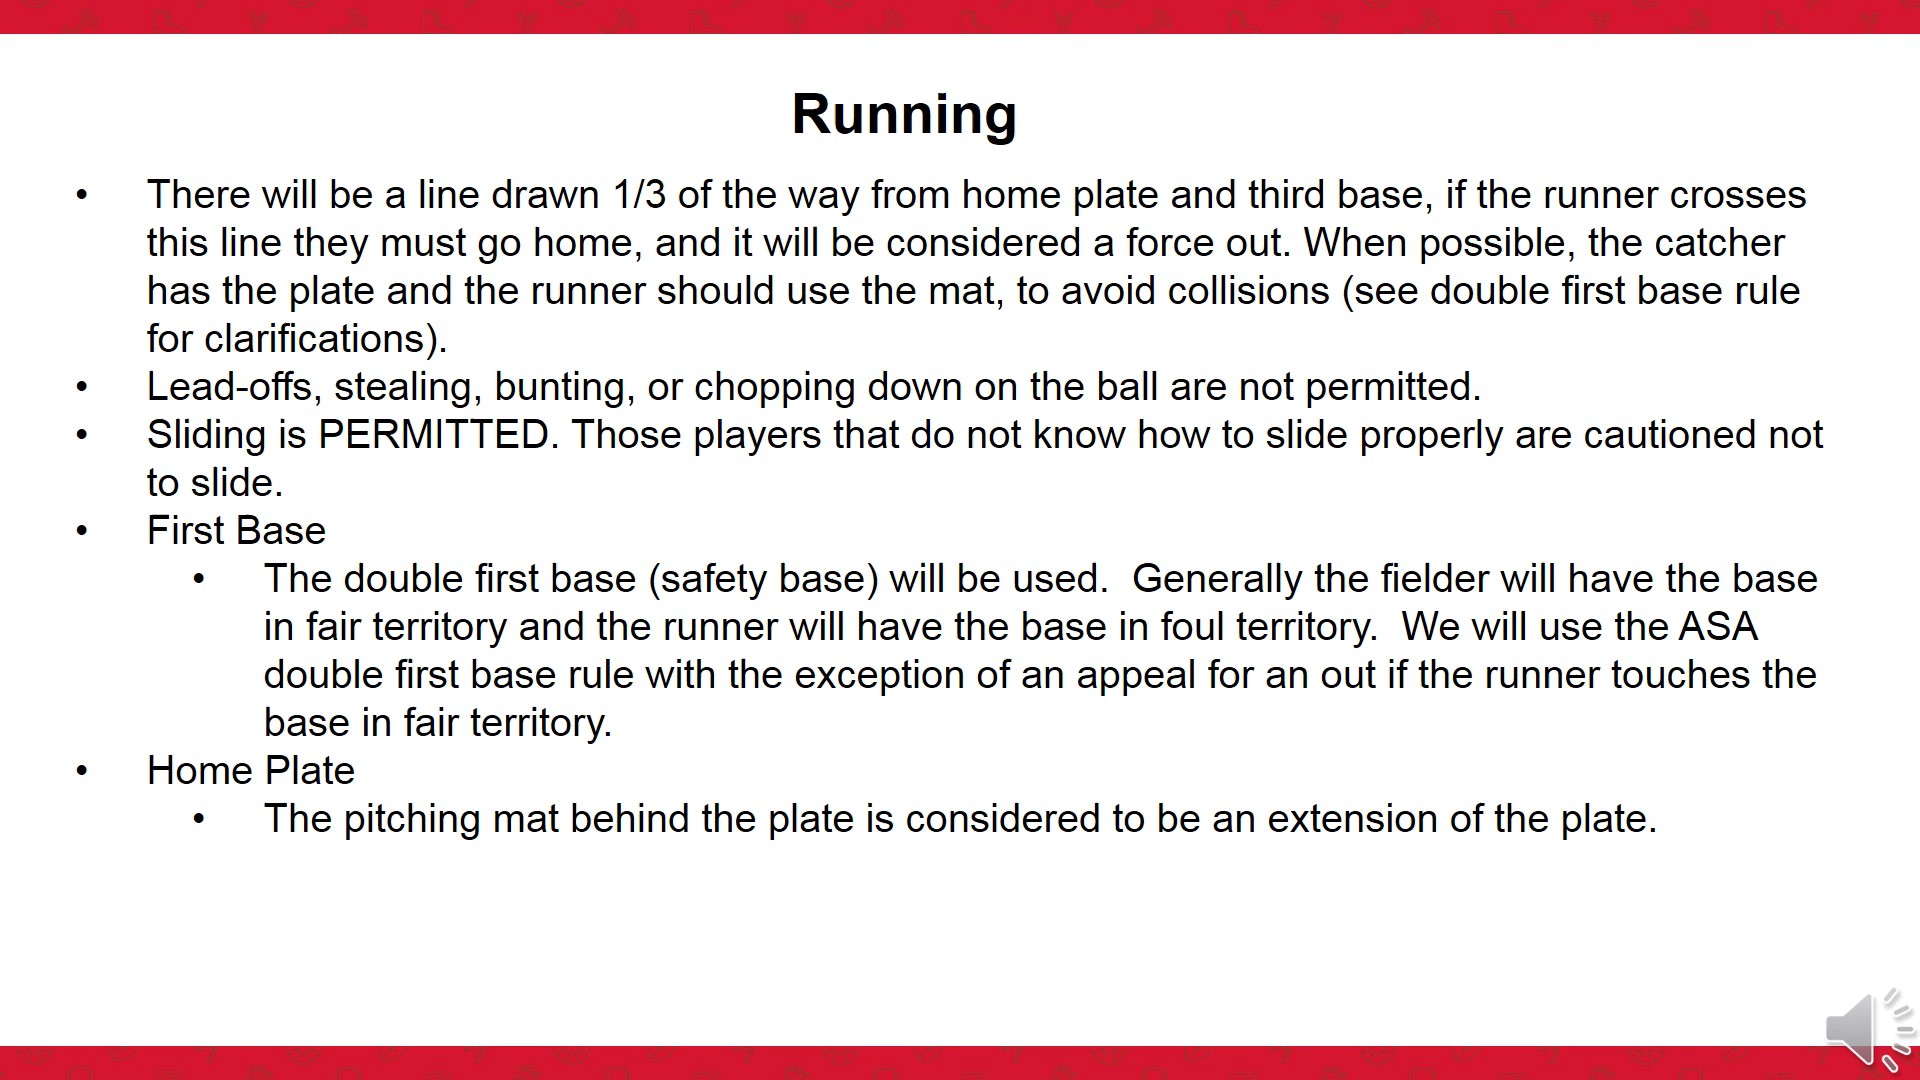 Running
• There will be a line drawn 1/3 of the way from home plate and third base, if the runner crosses
this line they must go home, and it will be considered a force out. When possible, the catcher
has the plate and the runner should use the mat, to avoid collisions (see double first base rule
for clarifications).
• Lead-offs, stealing, bunting, or chopping down on the ball are not permitted.
• Sliding is PERMITTED. Those players that do not know how to slide properly are cautioned not
to slide.
• First Base
• The double first base (safety base) will be used.  Generally the fielder will have the base
in fair territory and the runner will have the base in foul territory.  We will use the ASA
double first base rule with the exception of an appeal for an out if the runner touches the
base in fair territory.
• Home Plate
• The pitching mat behind the plate is considered to be an extension of the plate.